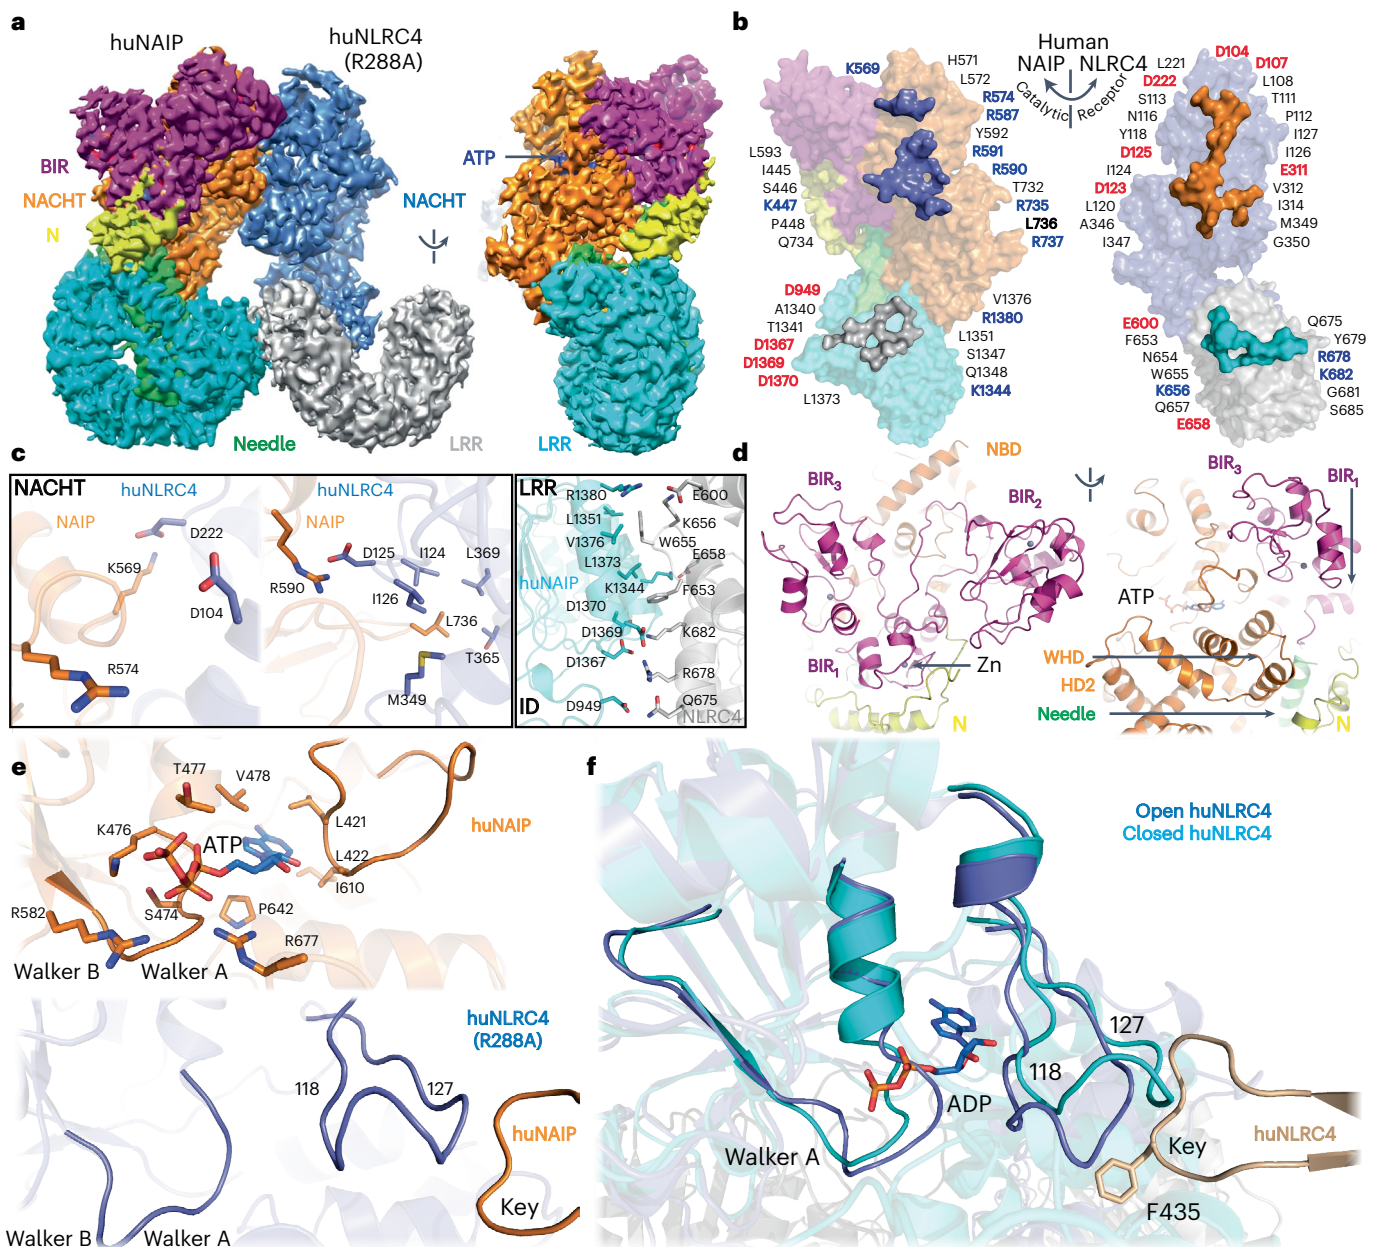 a
huNAIP
huNLRC4
(R288A)
BIR
NACHT
N
ATP
NACHT
Needle
LRR
LRR
b
Human
NAIP
NLRC4
Catalytic
Receptor
K569
H571
L572
R574
R587
Y592
R591
R590
T732
R735
L736
R737
L593
I445
S446
K447
P448
Q734
D949
A1340
T1341
D1367
D1369
D1370
L1373
V1376
R1380
L1351
S1347
Q1348
K1344
L221
D222
S113
N116
Y118
D125
I124
D123
L120
A346
I347
D104
D107
L108
T111
P112
I127
I126
E311
V312
I314
M349
G350
E600
F653
N654
W655
K656
Q657
E658
Q675
Y679
R678
K682
G681
S685
c
NACHT
huNLRC4
NAIP
D222
K569
D104
R574
huNLRC4
NAIP
D125
I124
L369
R590
I126
L736
T365
M349
LRR
R1380
E600
L1351
K656
V1376
W655
E658
L1373
huNAIP
K1344
F653
D1370
D1369
K682
D1367
R678
D949
Q675
ID
NLRC4
d
NBD
BIR3
BIR2
BIR1
Zn
N
BIR3
BIR1
ATP
WHD
HD2
Needle
N
e
T477
V478
K476
ATP
L421
huNAIP
L422
I610
R582
S474
P642
R677
Walker B
Walker A
huNLRC4
(R288A)
118
127
huNAIP
Key
Walker B
Walker A
f
Open huNLRC4
Closed huNLRC4
127
118
ADP
Walker A
Key
huNLRC4
F435